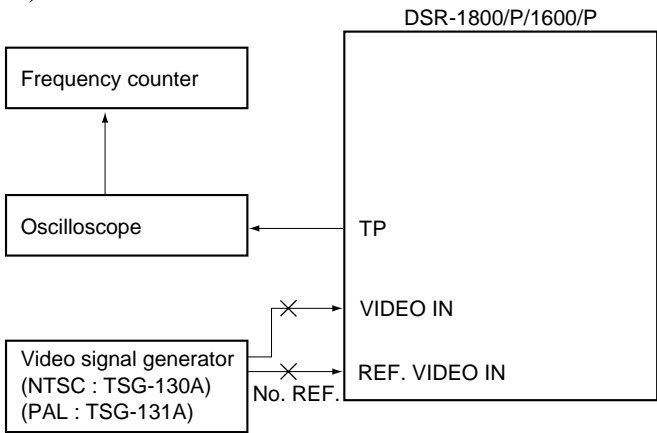 DSR-1800/P/1600/P
Frequency counter
Oscilloscope
TP
VIDEO IN
Video signal generator
(NTSC : TSG-130A)
(PAL : TSG-131A)
No. REF.
REF. VIDEO IN